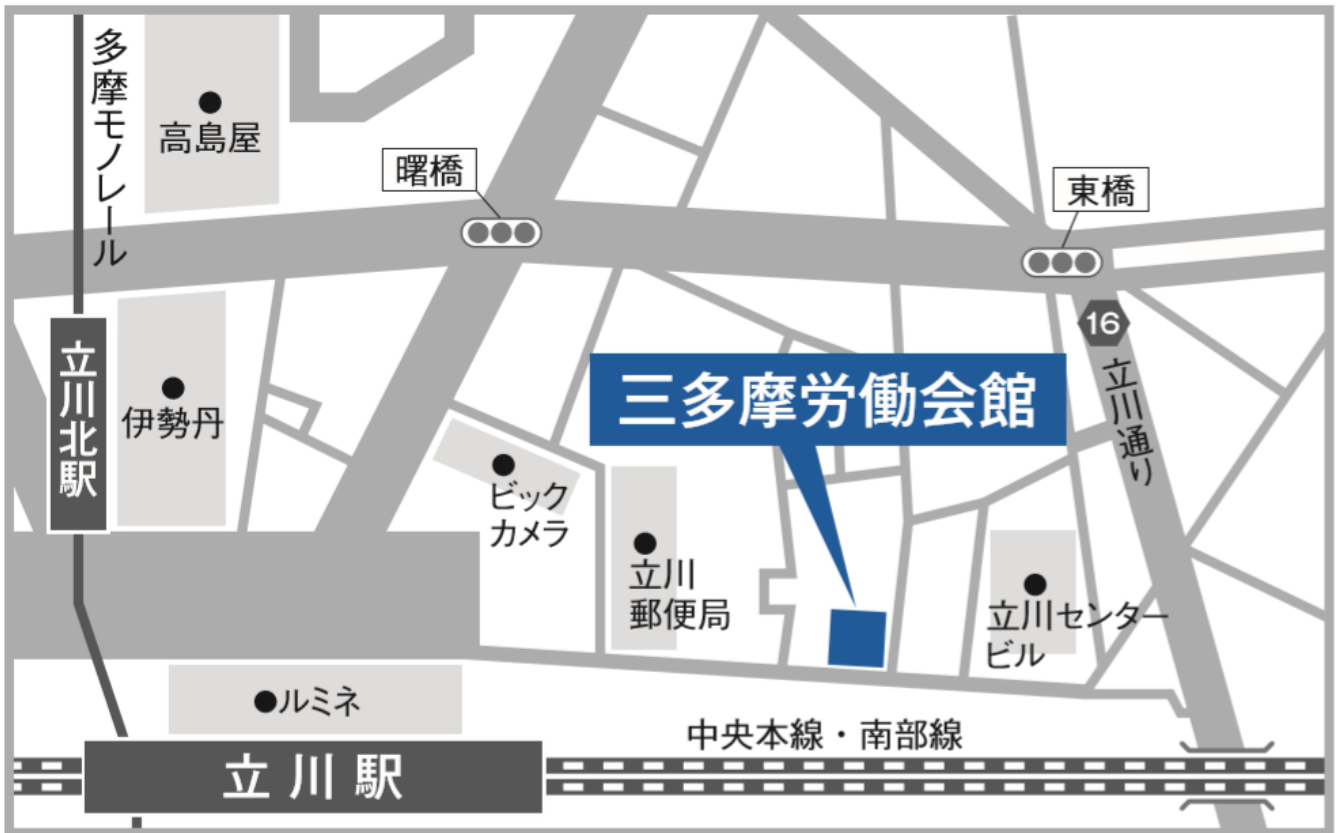 多摩モノレール
高島屋
曙橋
東橋
16
立川通り
立川北駅
伊勢丹
三多摩労働会館
ビック
カメラ
立川
郵便局
立川センター
ビル
ルミネ
中央本線・南部線
立川駅